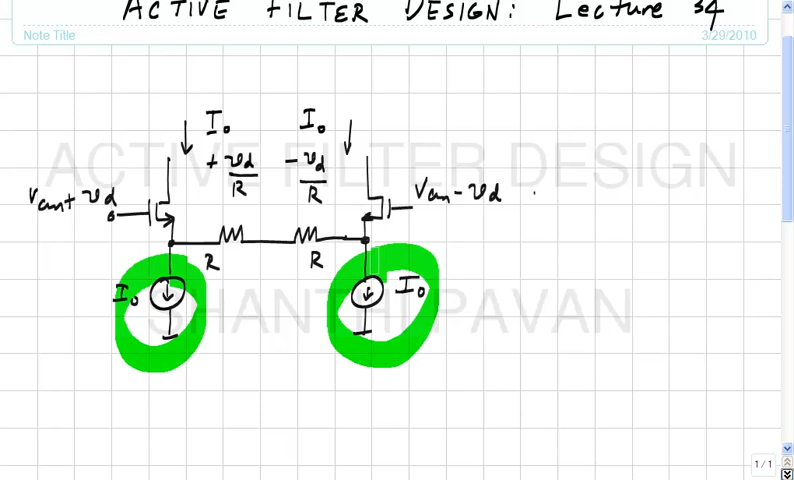 ACTIVE FILTER DESIGN: Lecture 34
Note Title
3/29/2010
I₀ I₀
+ vd/R - vd/R
ACTIVE FILTER DESIGN
Vcm + vd
Vcm - vd
R R
I₀ I₀
SHANTHI PAVAN
1/1